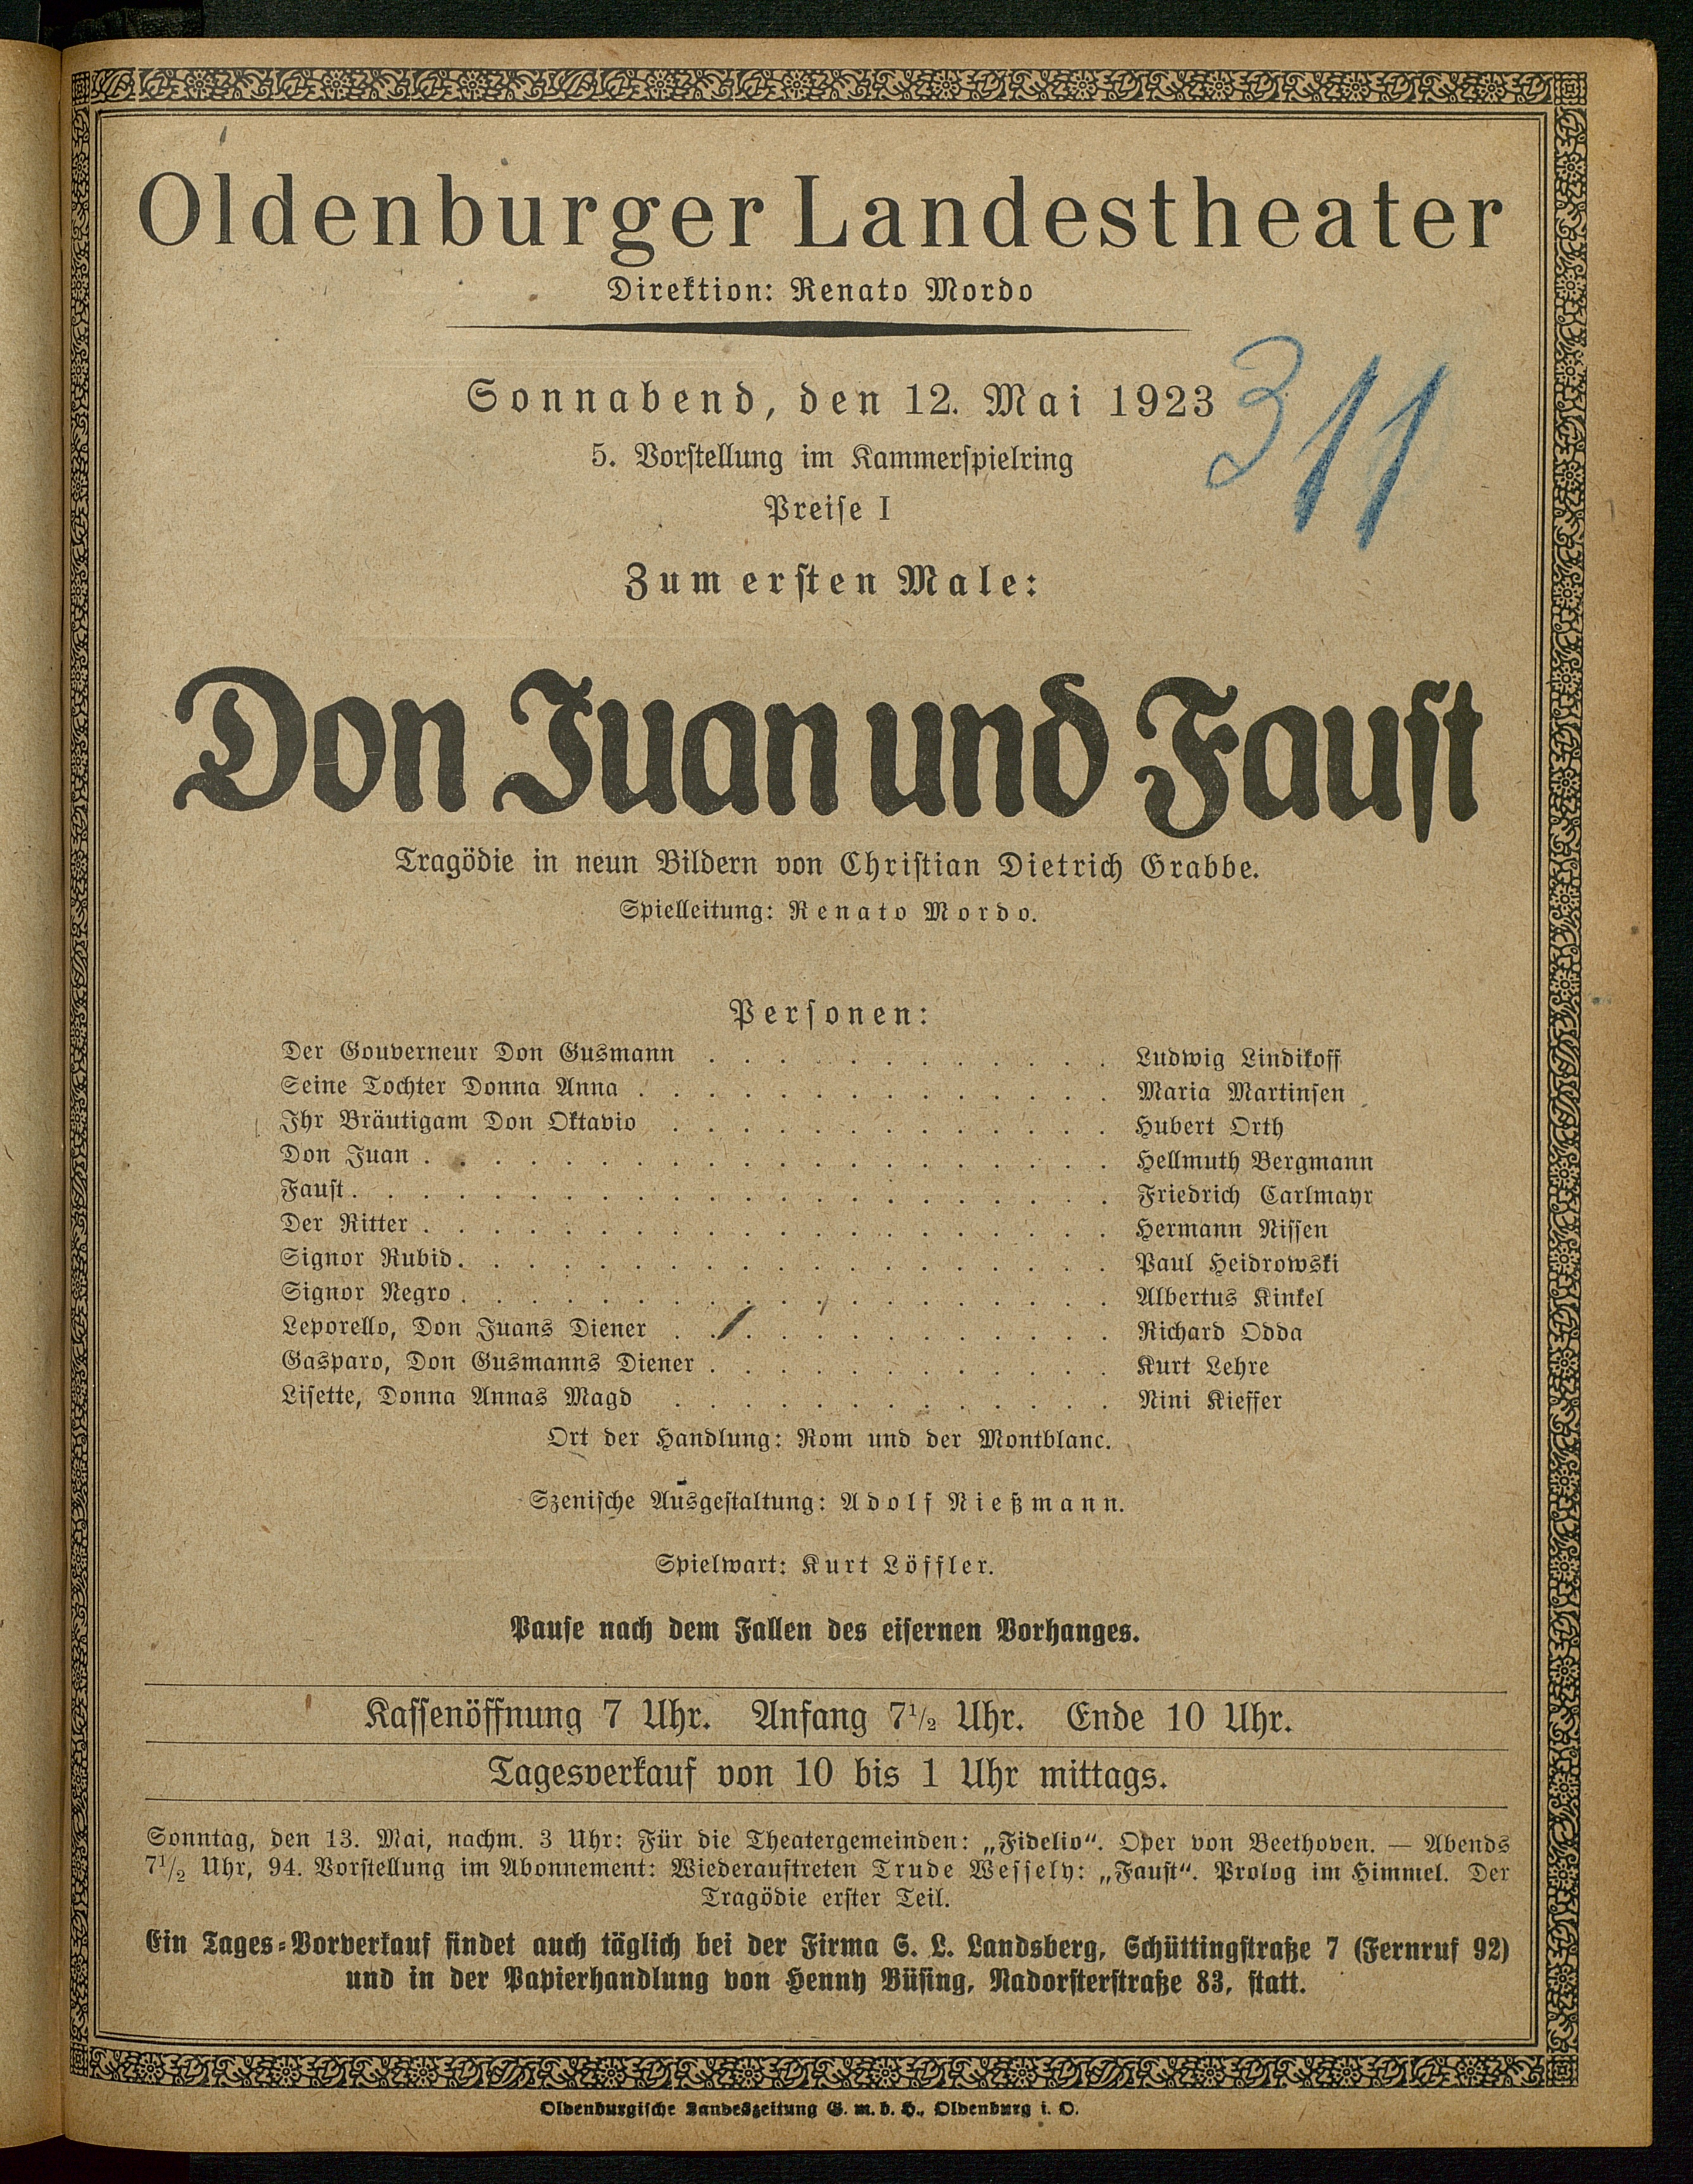 Oldenburger Landestheater
Direktion: Renato Mordo
Sonnabend, den 12. Mai 1923
311
5. Vorstellung im Kammerspielring
Preise I
Zum ersten Male:
Don Juan und Faust
Tragödie in neun Bildern von Christian Dietrich Grabbe.
Spielleitung: Renato Mordo.
Personen:
Der Gouverneur Don Gusmann . . . . . . . . . . . . Ludwig Lindikoff
Seine Tochter Donna Anna . . . . . . . . . . . . . . Maria Martinsen
Ihr Bräutigam Don Oktavio . . . . . . . . . . . . . Hubert Orth
Don Juan . . . . . . . . . . . . . . . . . . . . Hellmuth Bergmann
Faust . . . . . . . . . . . . . . . . . . . . . . Friedrich Carlmayr
Der Ritter . . . . . . . . . . . . . . . . . . . . Hermann Nissen
Signor Rubio . . . . . . . . . . . . . . . . . . . Paul Heidrowski
Signor Negro . . . . . . . . . . . . . . . . . . . Albertus Kinkel
Leporello, Don Juans Diener . . . . . . . . . . . . . Richard Odda
Gasparo, Don Gusmanns Diener . . . . . . . . . . . . Kurt Lehre
Lisette, Donna Annas Magd . . . . . . . . . . . . . Nini Kieffer
Ort der Handlung: Rom und der Montblanc.
Szenische Ausgestaltung: Adolf Nießmann.
Spielwart: Kurt Löffler.
Pause nach dem Fallen des eisernen Vorhanges.
Kassenöffnung 7 Uhr. Anfang 7½ Uhr. Ende 10 Uhr.
Tagesverkauf von 10 bis 1 Uhr mittags.
Sonntag, den 13. Mai, nachm. 3 Uhr: Für die Theatergemeinden: „Fidelio“. Oper von Beethoven. — Abends
7½ Uhr, 94. Vorstellung im Abonnement: Wiederauftreten Trude Wessely: „Faust“. Prolog im Himmel. Der
Tragödie erster Teil.
Ein Tages-Vorverkauf findet auch täglich bei der Firma S. L. Landsberg, Schüttingstraße 7 (Fernruf 92)
und in der Papierhandlung von Henny Büsing, Nadorsterstraße 83, statt.
Oldenburgische Landeszeitung G. m. b. H., Oldenburg i. O.